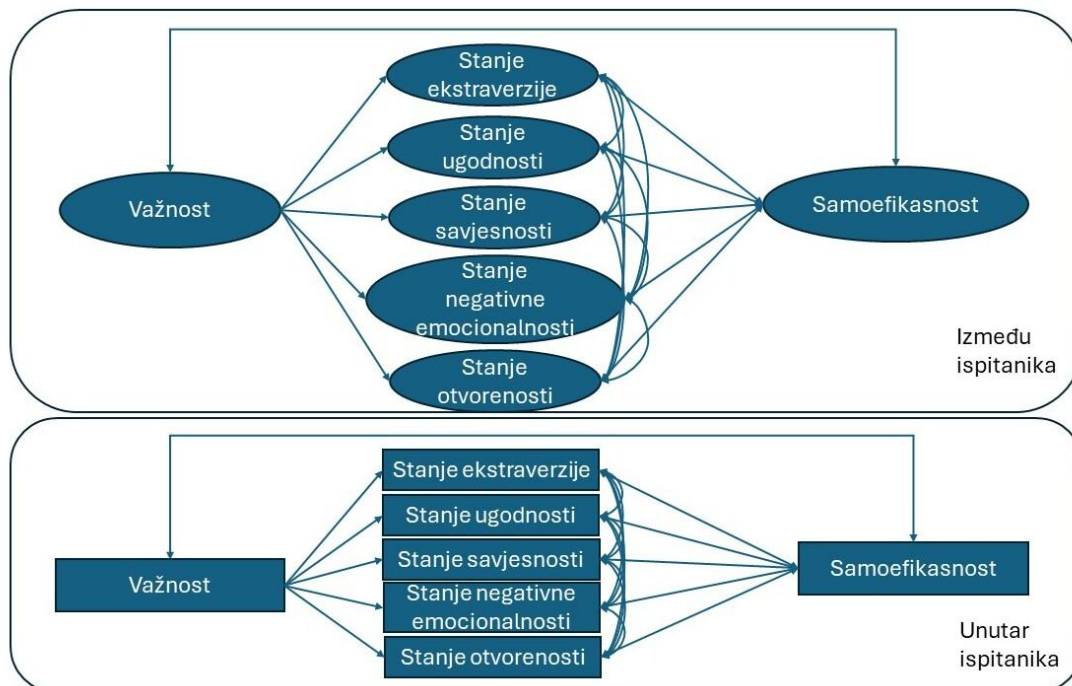 Stanje
ekstraverzije
Stanje
ugodnosti
Važnost
Stanje
savjesnosti
Samoefikasnost
Stanje
negativne
emocionalnosti
Stanje
otvorenosti
Između
ispitanika
Stanje ekstraverzije
Stanje ugodnosti
Stanje savjesnosti
Važnost
Samoefikasnost
Stanje negativne
emocionalnosti
Stanje otvorenosti
Unutar
ispitanika